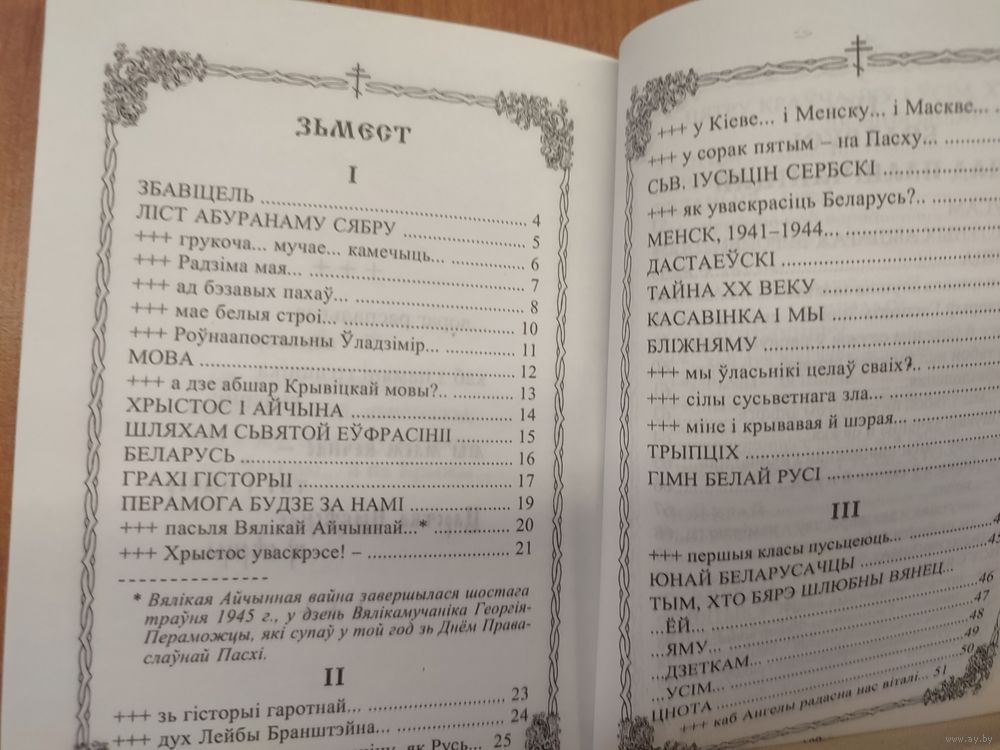 ЗЬМЕСТ
I
ЗБАВІЦЕЛЬ ........ 4
ЛІСТ АБУРАНАМУ СЯБРУ ........ 5
+++ грукоча... мучае... камечыць... ........ 6
+++ Радзіма мая... ........ 7
+++ ад бэзавых пахаў... ........ 8
+++ мае белыя строі... ........ 10
+++ Роўнаапостальны Ўладзімір... ........ 11
МОВА ........ 12
+++ а дзе абшар Крывіцкай мовы?.. ........ 13
ХРЫСТОС І АЙЧЫНА ........ 14
ШЛЯХАМ СЬВЯТОЙ ЕЎФРАСІНІІ ........ 15
БЕЛАРУСЬ ........ 16
ГРАХІ ГІСТОРЫІ ........ 17
ПЕРАМОГА БУДЗЕ ЗА НАМІ ........ 19
+++ пасьля Вялікай Айчыннай...* ........ 20
+++ Хрыстос уваскрэсе! – ........ 21
* Вялікая Айчынная вайна завершылася шостага
траўня 1945 г., у дзень Вялікамучаніка Георгія-
Пераможцы, які супаў у той год зь Днём Права-
слаўнай Пасхі.
II
+++ зь гісторыі гаротнай... ........ 23
+++ дух Лейбы Бранштэйна... ........ 24
як Русь... 25
+++ у Кіеве... і Менску... і Маскве...
+++ у сорак пятым – на Пасху...
СЬВ. ІУСЬЦІН СЕРБСКІ
+++ як уваскрасіць Беларусь?..
МЕНСК, 1941–1944...
ДАСТАЕЎСКІ
ТАЙНА ХХ ВЕКУ
КАСАВІНКА І МЫ
БЛІЖНЯМУ
+++ мы ўласьнікі целаў сваіх?..
+++ сілы сусьветнага зла...
+++ міне і крывавая й шэрая...
ТРЫПЦІХ
ГІМН БЕЛАЙ РУСІ
III
+++ першыя класы пусьцеюць...
ЮНАЙ БЕЛАРУСАЧЦЫ ........ 45
ТЫМ, ХТО БЯРЭ ШЛЮБНЫ ВЯНЕЦ...
...ЁЙ... ........ 46
...ЯМУ... ........ 47
...ДЗЕТКАМ... ........ 48
...УСІМ... ........ 49
ЦНОТА ........ 50
+++ каб Ангелы радасна нас віталі... 51
www.ay.by